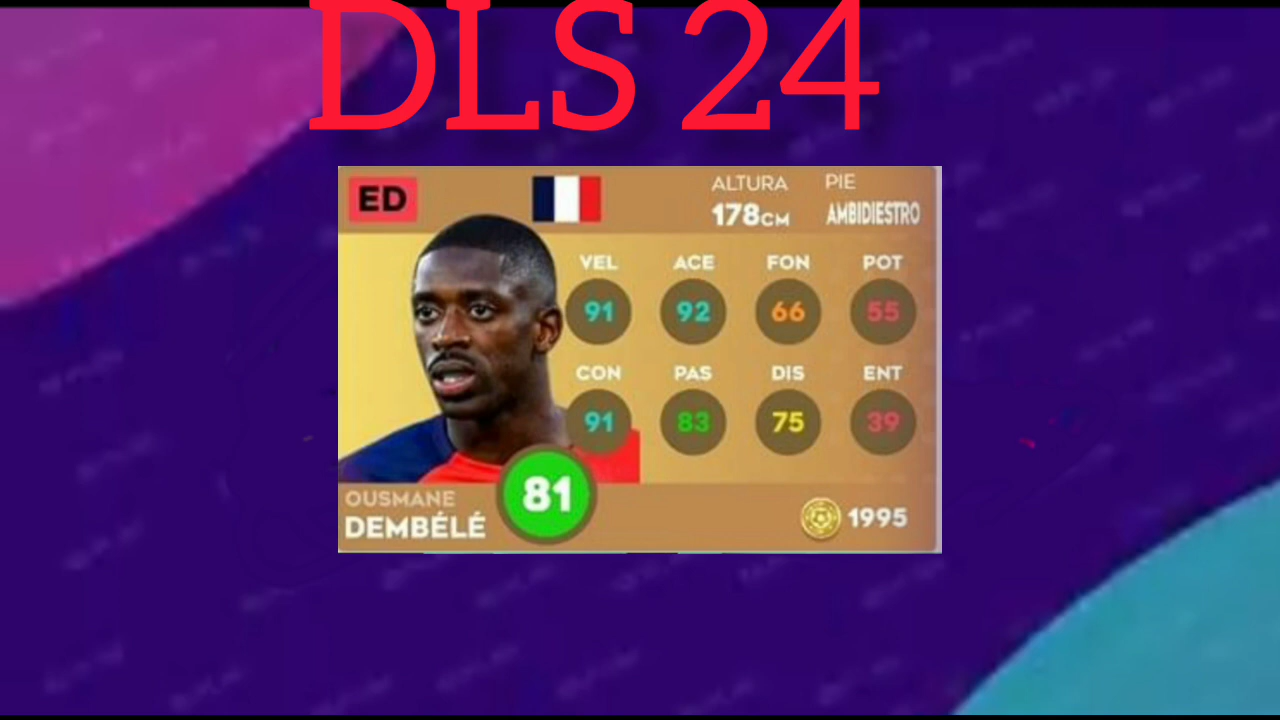 DLS 24
ED
ALTURA PIE
178CM AMBIDIESTRO
VEL ACE FON POT
91 92 66 55
CON PAS DIS ENT
91 83 75 39
OUSMANE
DEMBÉLÉ
81
1995